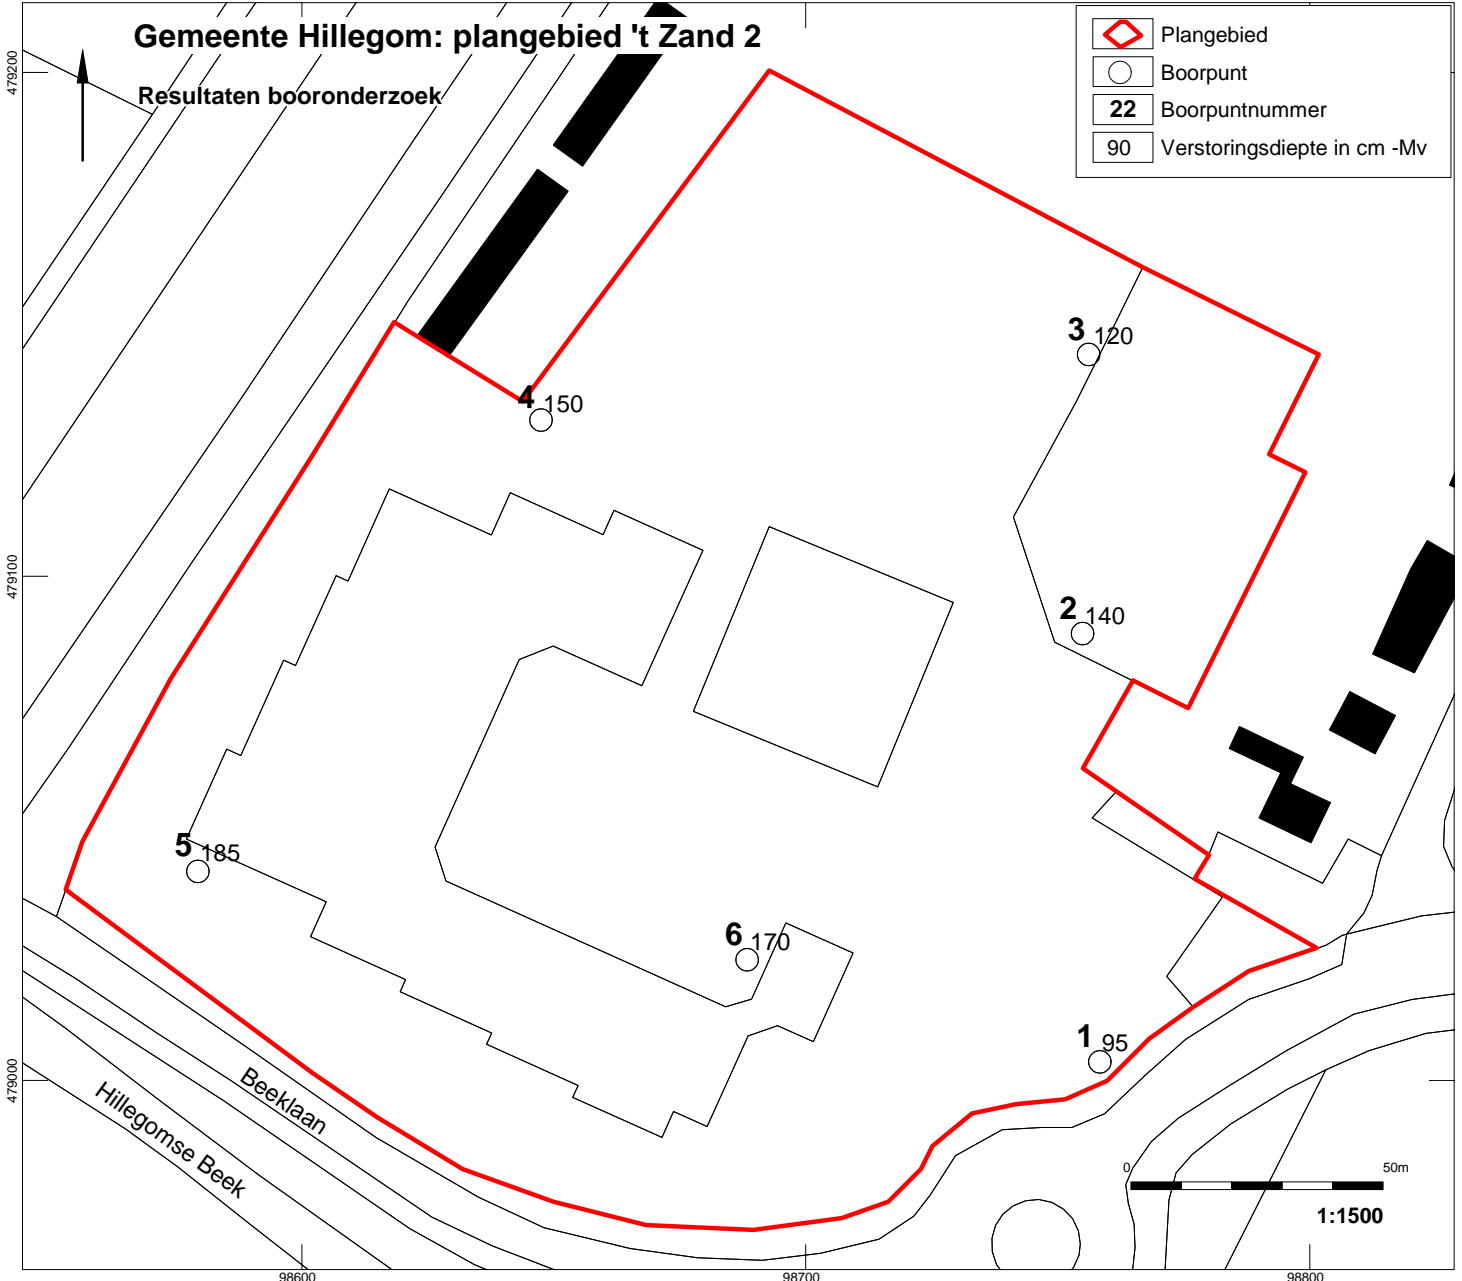 Gemeente Hillegom: plangebied 't Zand 2
Resultaten booronderzoek
Plangebied
Boorpunt
22 Boorpuntnummer
90 Verstoringsdiepte in cm -Mv
479200
3 120
4 150
479100
2 140
5 185
6 170
1 95
479000
Beeklaan
Hillegomse Beek
0 50m
1:1500
98600 98700 98800